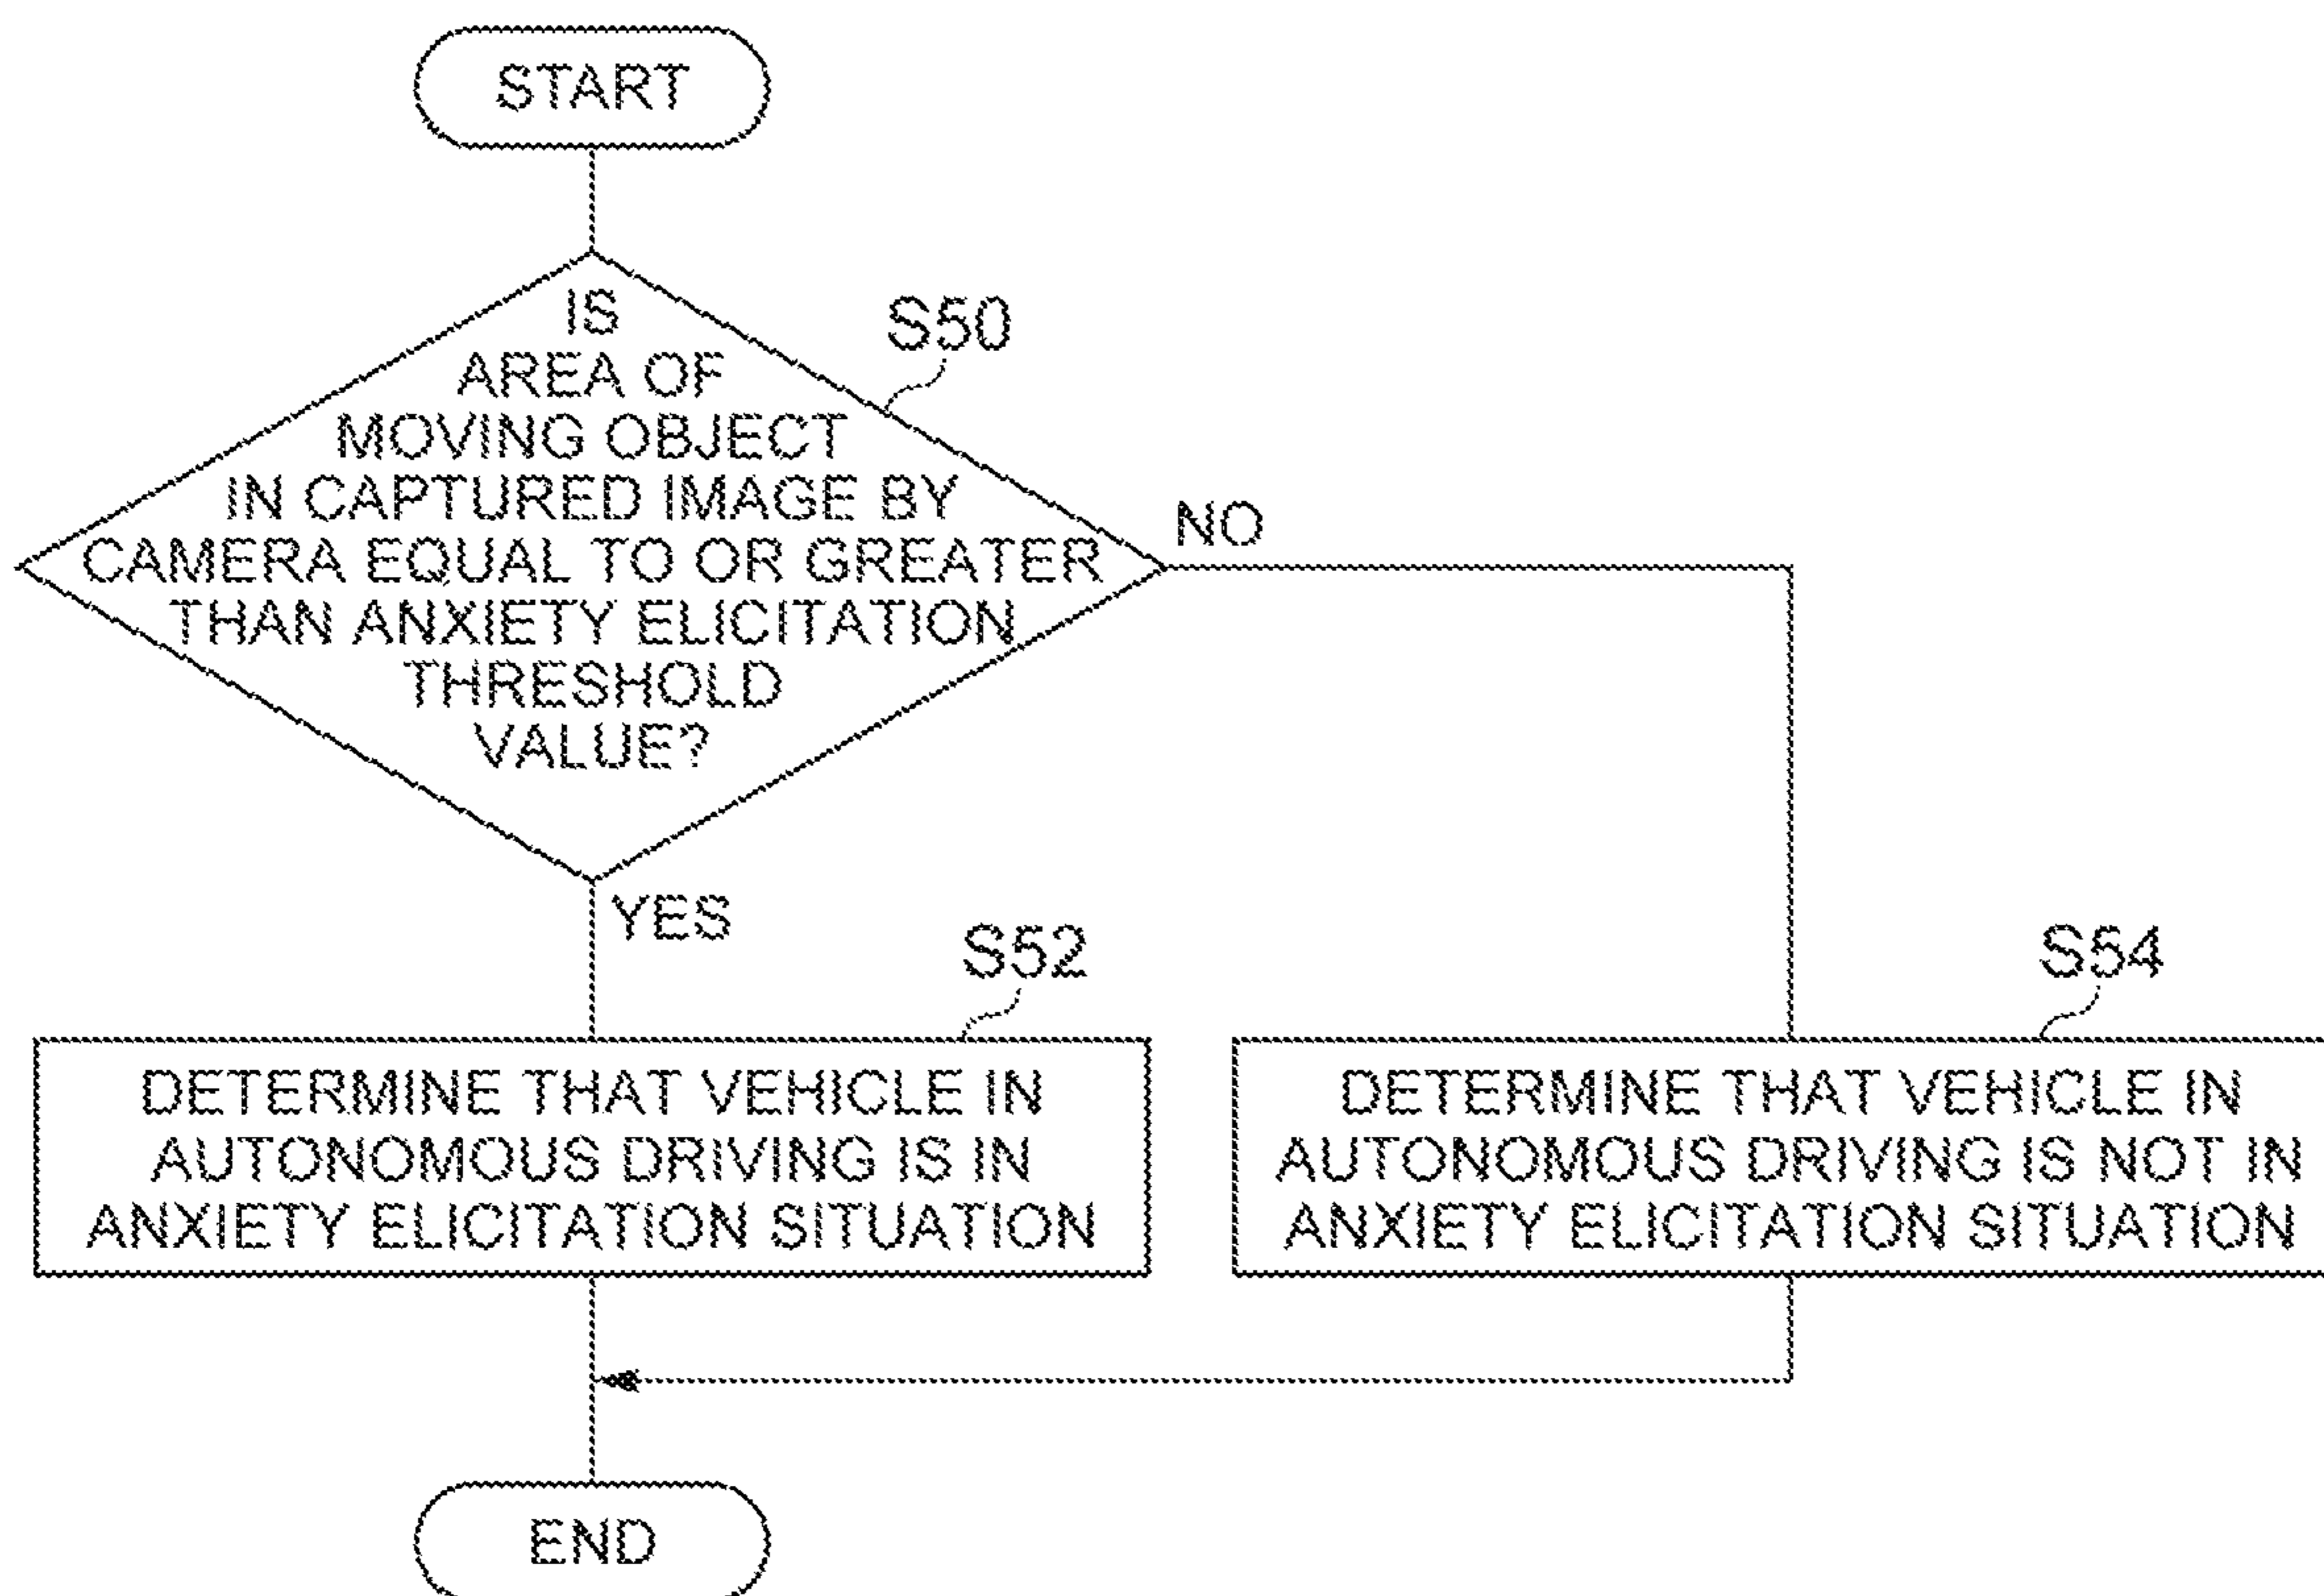 START
IS
AREA OF
MOVING OBJECT
IN CAPTURED IMAGE BY
CAMERA EQUAL TO OR GREATER
THAN ANXIETY ELICITATION
THRESHOLD
VALUE?
S50
NO
YES
S52
DETERMINE THAT VEHICLE IN
AUTONOMOUS DRIVING IS IN
ANXIETY ELICITATION SITUATION
S54
DETERMINE THAT VEHICLE IN
AUTONOMOUS DRIVING IS NOT IN
ANXIETY ELICITATION SITUATION
END